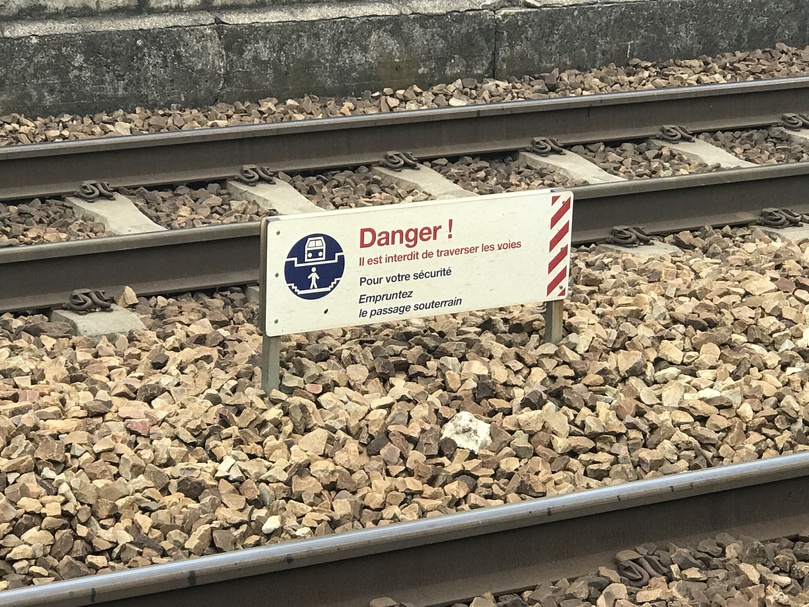 Danger !
Il est interdit de traverser les voies
Pour votre sécurité
Empruntez
le passage souterrain